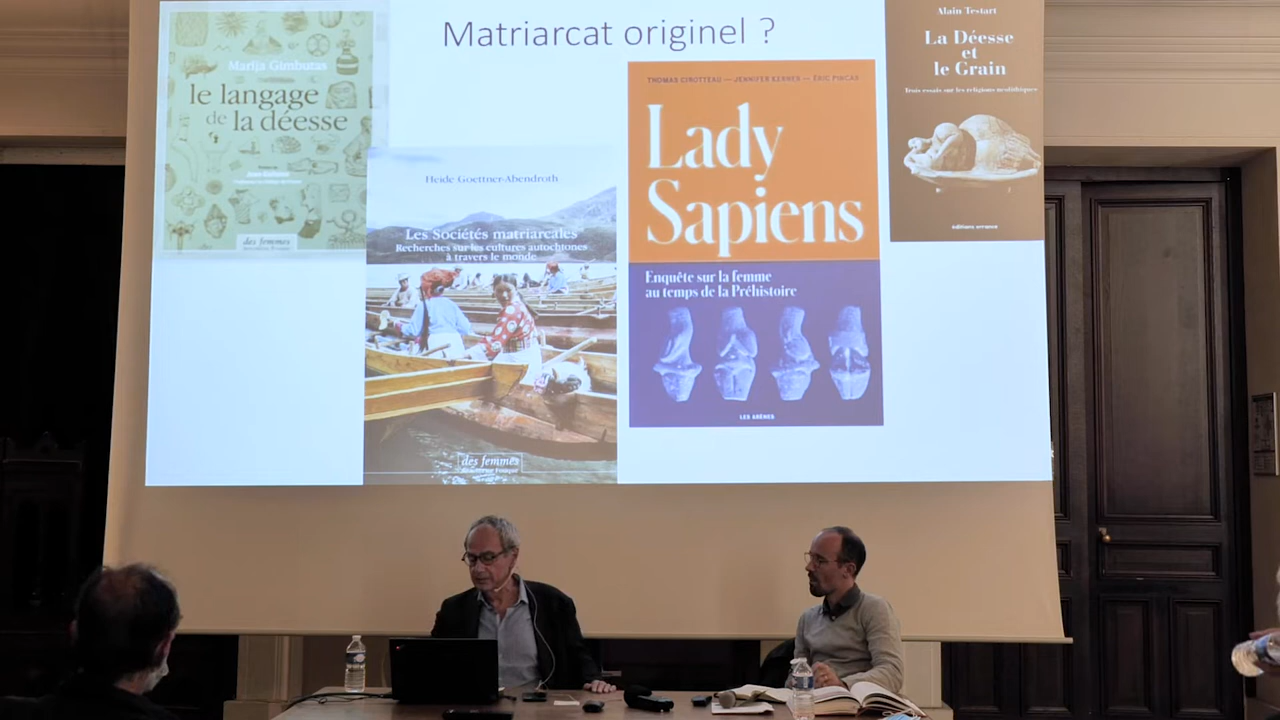 Matriarcat originel ?
Marija Gimbutas
le langage
de la déesse
des femmes
Heide Goettner-Abendroth
Les Sociétés matriarcales
Recherches sur les cultures autochtones
à travers le monde
des femmes
THOMAS CIROTTEAU — JENNIFER KERNER — ÉRIC PINCAS
Lady
Sapiens
Enquête sur la femme
au temps de la Préhistoire
LES ARÈNES
Alain Testart
La Déesse
et
le Grain
Trois essais sur les religions néolithiques
éditions errance